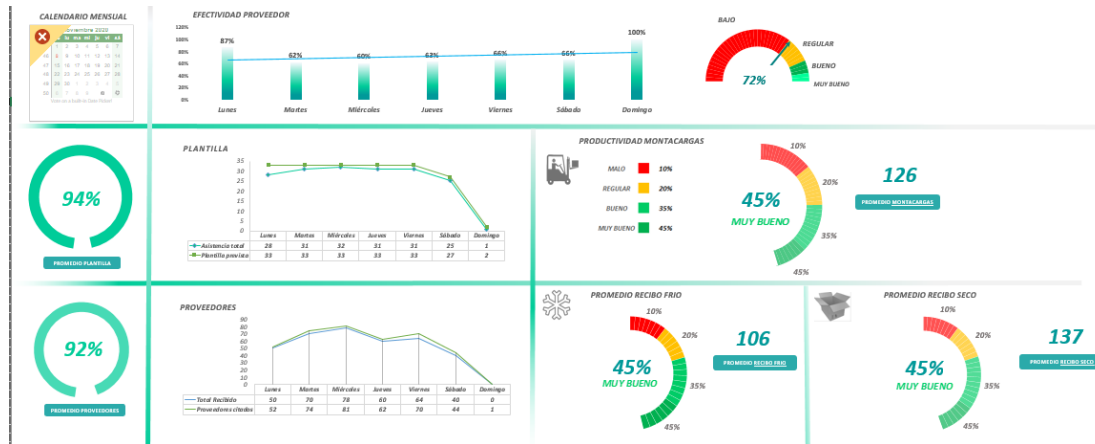 CALENDARIO MENSUAL
noviembre 2020
EFECTIVIDAD PROVEEDOR
120%
100%
80%
60%
40%
20%
0%
87%
62%
60%
63%
66%
66%
100%
Lunes
Martes
Miércoles
Jueves
Viernes
Sábado
Domingo
BAJO
REGULAR
BUENO
MUY BUENO
72%
94%
PROMEDIO PLANTILLA
PLANTILLA
35
30
25
20
15
10
5
0
Lunes Martes Miércoles Jueves Viernes Sábado Domingo
Asistencia total 28 31 32 31 31 25 1
Plantilla prevista 33 33 33 33 33 27 2
PRODUCTIVIDAD MONTACARGAS
MALO 10%
REGULAR 20%
BUENO 35%
MUY BUENO 45%
10%
20%
35%
45%
45%
MUY BUENO
126
PROMEDIO MONTACARGAS
92%
PROMEDIO PROVEEDORES
PROVEEDORES
90
80
70
60
50
40
30
20
10
0
Lunes Martes Miércoles Jueves Viernes Sábado Domingo
Total Recibido 50 70 78 60 64 40 0
Proveedores citados 52 74 81 62 70 44 1
PROMEDIO RECIBO FRIO
10%
20%
35%
45%
45%
MUY BUENO
106
PROMEDIO RECIBO FRIO
PROMEDIO RECIBO SECO
10%
20%
35%
45%
45%
MUY BUENO
137
PROMEDIO RECIBO SECO